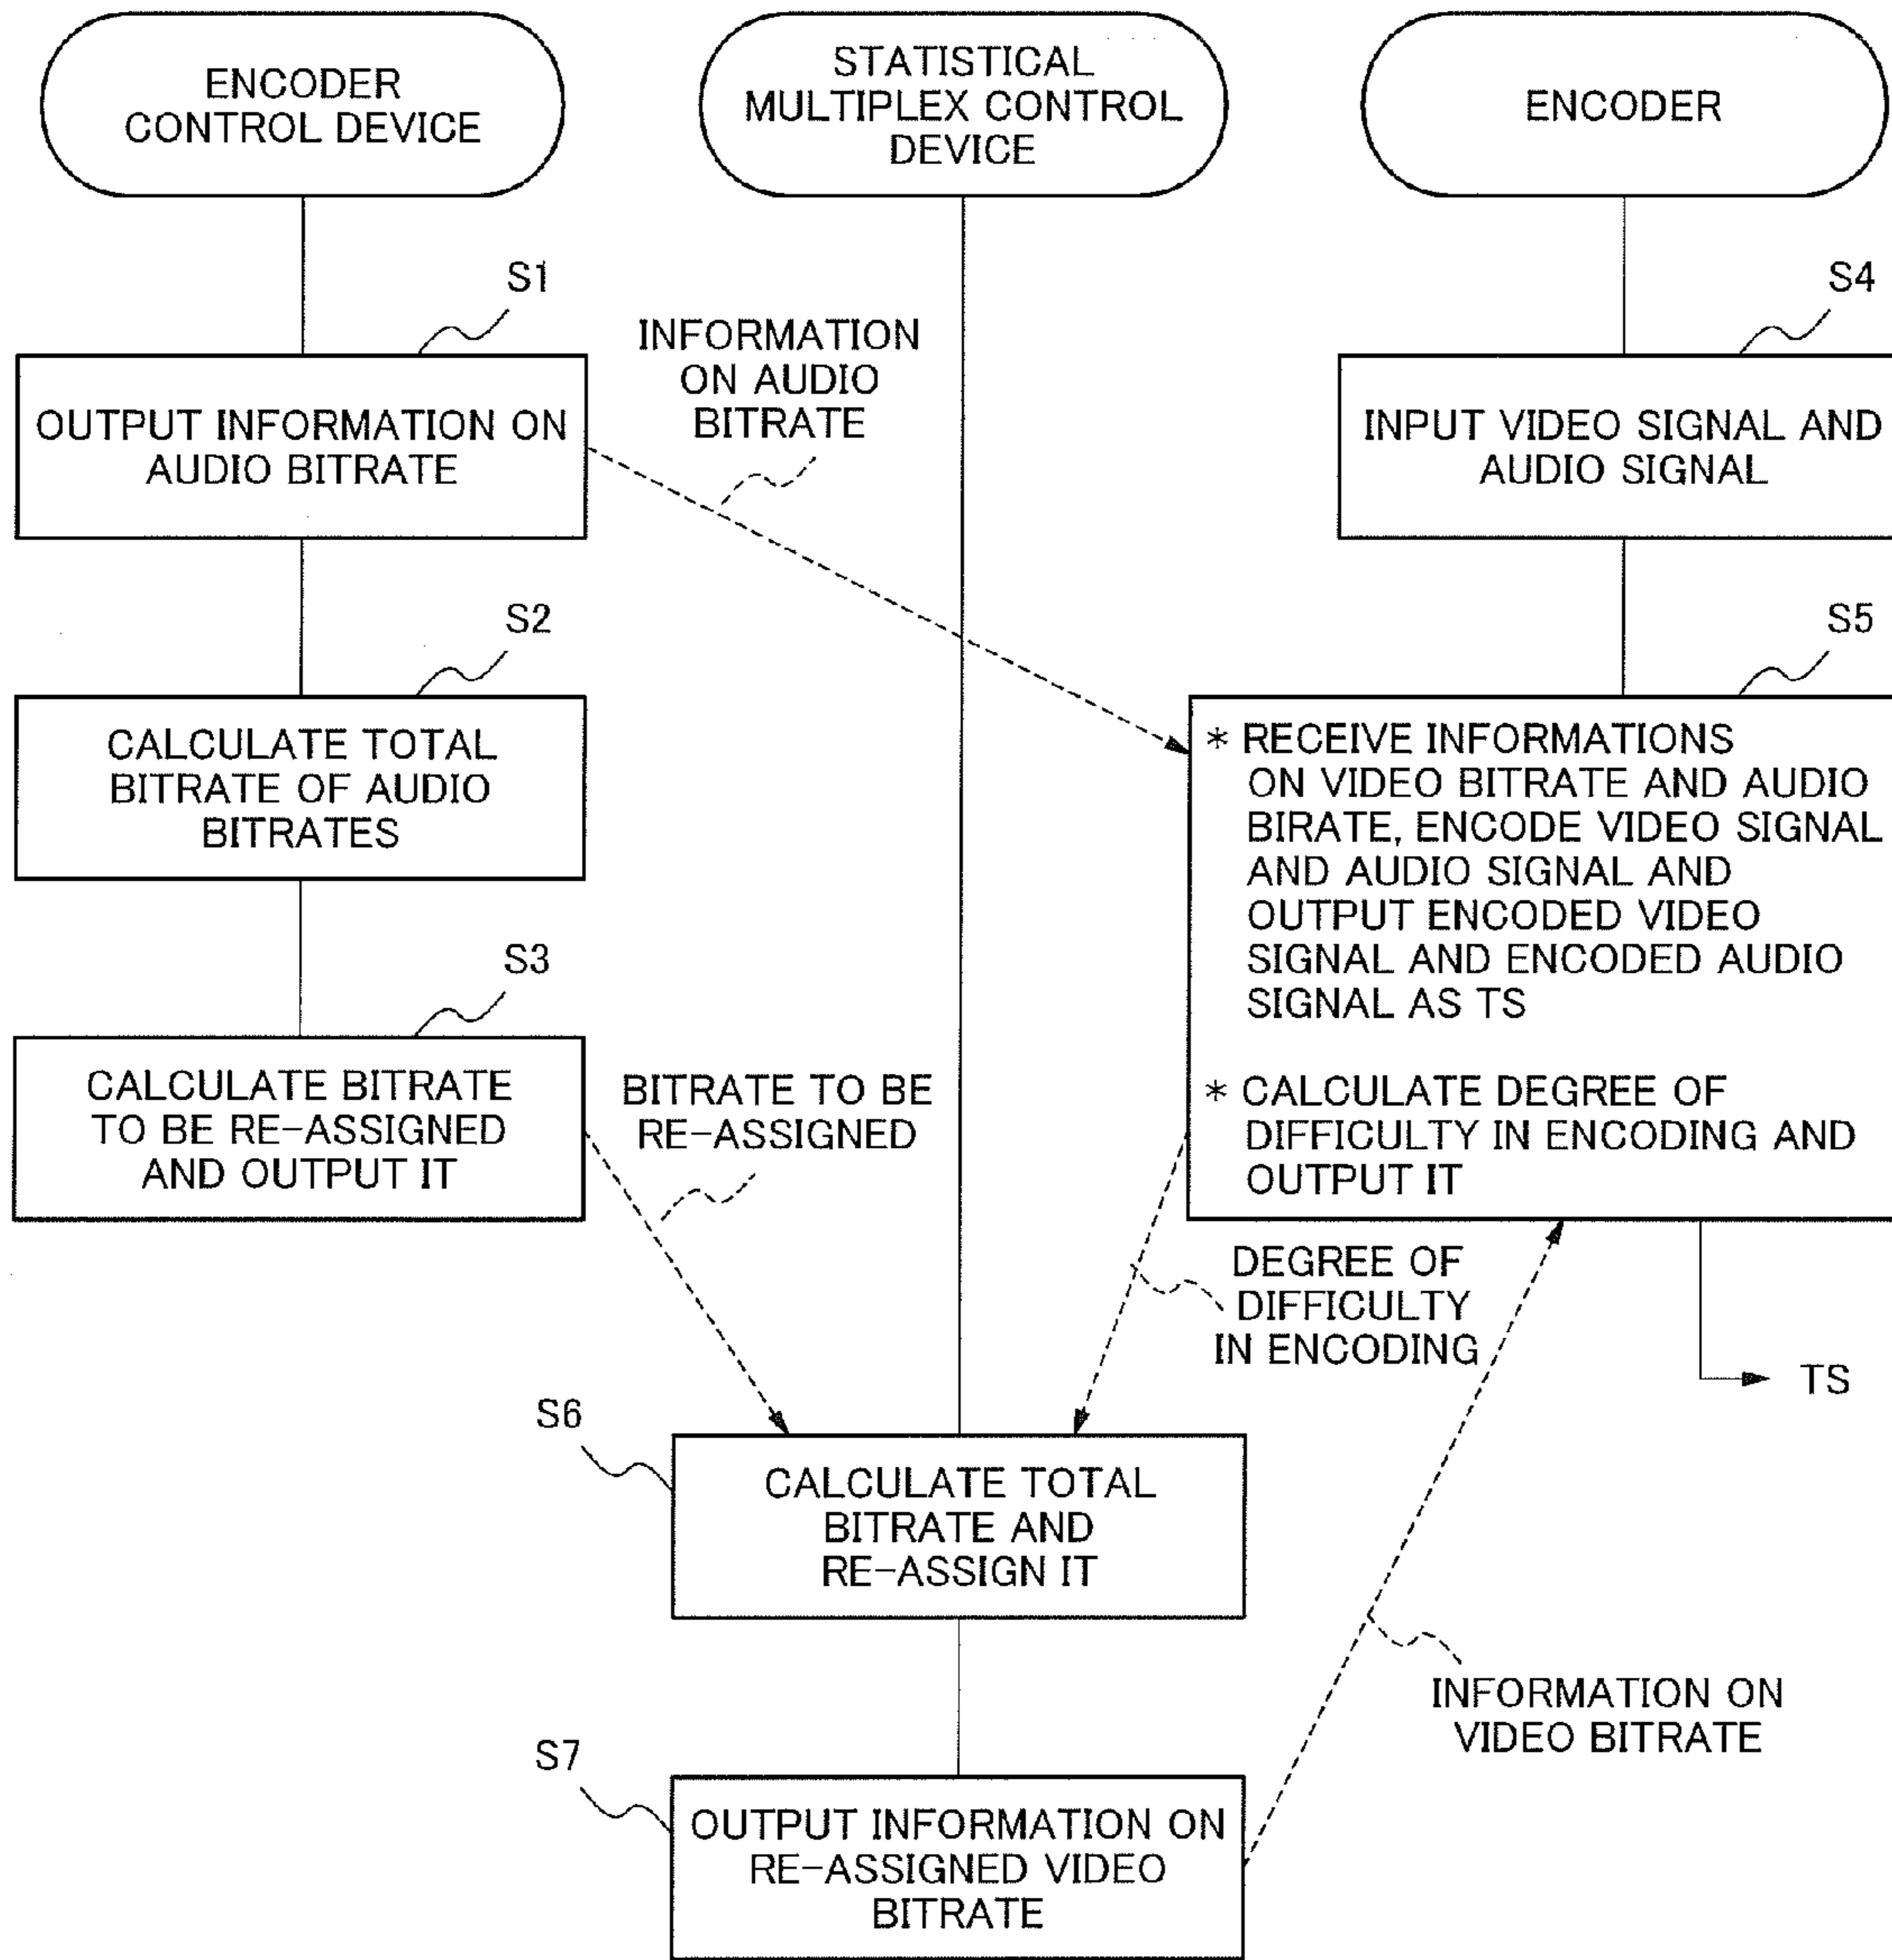 ENCODER
CONTROL DEVICE
STATISTICAL
MULTIPLEX CONTROL
DEVICE
ENCODER
S1
OUTPUT INFORMATION ON
AUDIO BITRATE
INFORMATION
ON AUDIO
BITRATE
S4
INPUT VIDEO SIGNAL AND
AUDIO SIGNAL
S2
CALCULATE TOTAL
BITRATE OF AUDIO
BITRATES
S5
* RECEIVE INFORMATIONS
ON VIDEO BITRATE AND AUDIO
BIRATE, ENCODE VIDEO SIGNAL
AND AUDIO SIGNAL AND
OUTPUT ENCODED VIDEO
SIGNAL AND ENCODED AUDIO
SIGNAL AS TS
* CALCULATE DEGREE OF
DIFFICULTY IN ENCODING AND
OUTPUT IT
S3
CALCULATE BITRATE
TO BE RE-ASSIGNED
AND OUTPUT IT
BITRATE TO BE
RE-ASSIGNED
DEGREE OF
DIFFICULTY
IN ENCODING
TS
S6
CALCULATE TOTAL
BITRATE AND
RE-ASSIGN IT
INFORMATION ON
VIDEO BITRATE
S7
OUTPUT INFORMATION ON
RE-ASSIGNED VIDEO
BITRATE